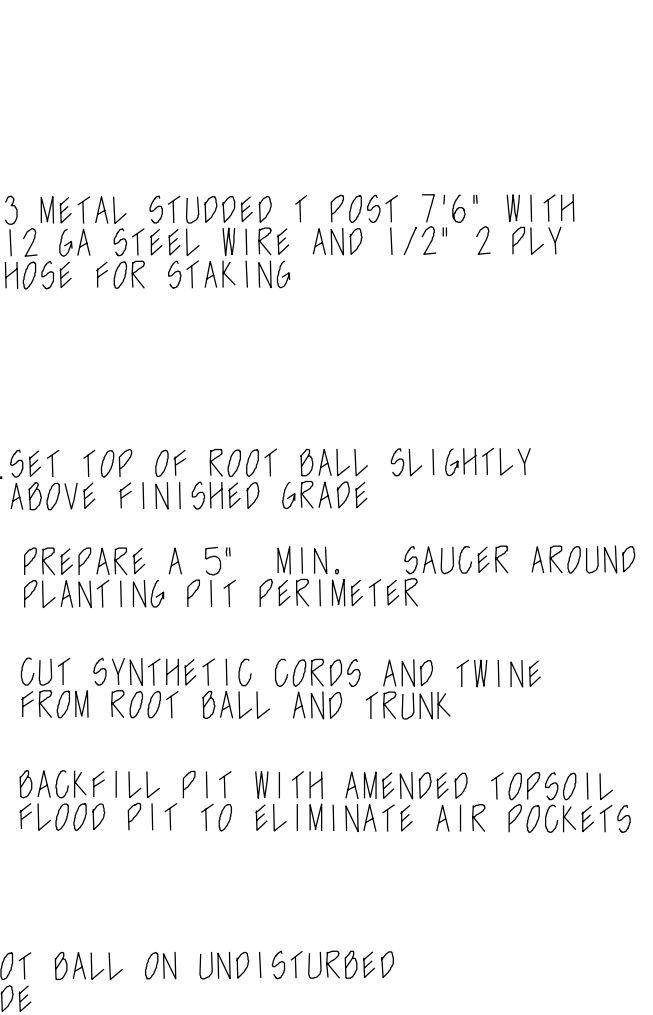 3 METAL STUDDED T POST 7'6" WITH
12 GA STEEL WIRE AND 1/2" 2 PLY
HOSE FOR STAKING
.SET TOP OF ROOT BALL SLIGHTLY
ABOVE FINISHED GRADE
PREPARE A 5" MIN. SAUCER AROUND
PLANTING PIT PERIMETER
CUT SYNTHETIC CORDS AND TWINE
FROM ROOT BALL AND TRUNK
BACKFILL PIT WITH AMENDED TOPSOIL
FLOOD PIT TO ELIMINATE AIR POCKETS
OT BALL ON UNDISTURBED
DE